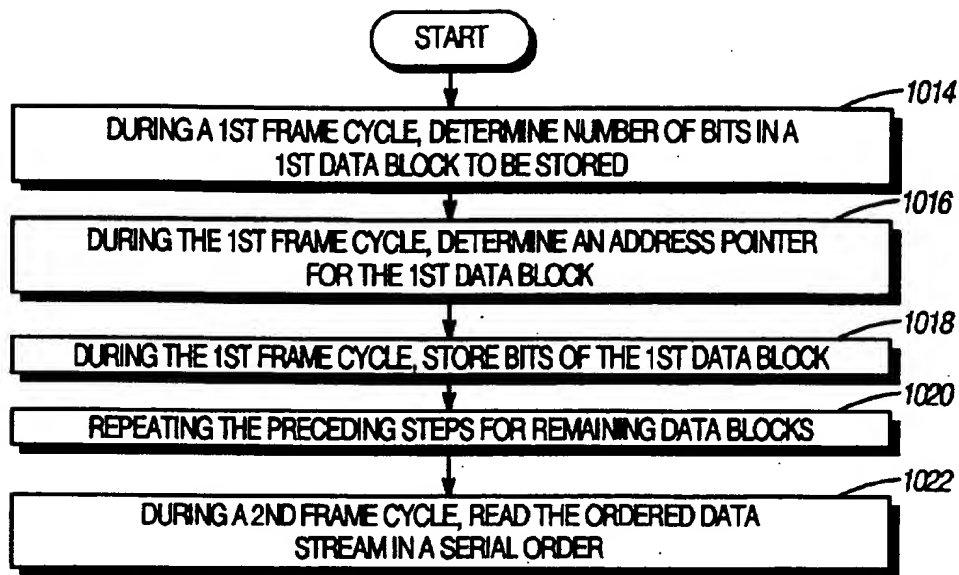 START
1014
DURING A 1ST FRAME CYCLE, DETERMINE NUMBER OF BITS IN A
1ST DATA BLOCK TO BE STORED
1016
DURING THE 1ST FRAME CYCLE, DETERMINE AN ADDRESS POINTER
FOR THE 1ST DATA BLOCK
1018
DURING THE 1ST FRAME CYCLE, STORE BITS OF THE 1ST DATA BLOCK
1020
REPEATING THE PRECEDING STEPS FOR REMAINING DATA BLOCKS
1022
DURING A 2ND FRAME CYCLE, READ THE ORDERED DATA
STREAM IN A SERIAL ORDER